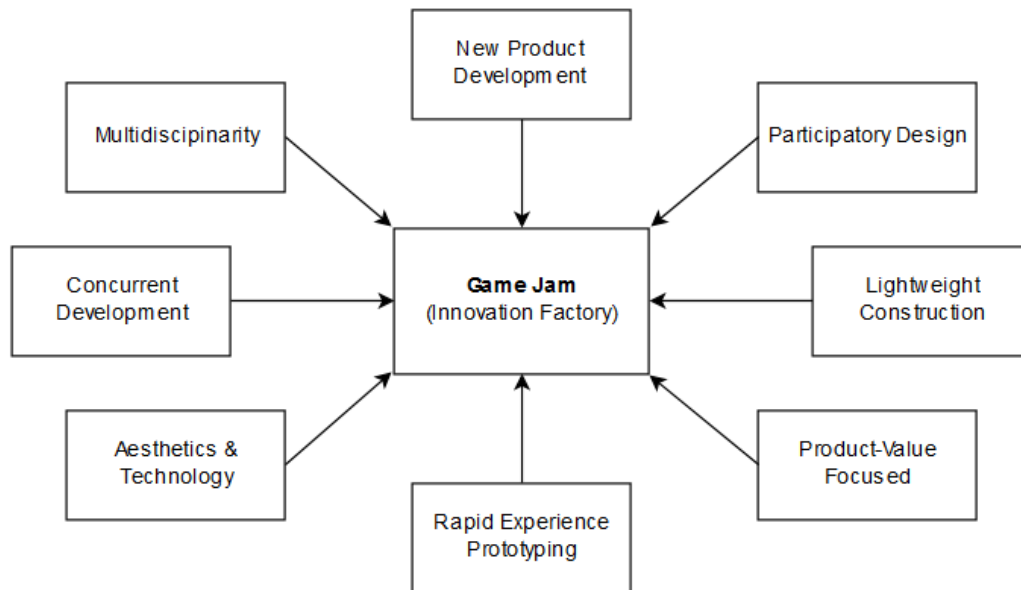 New Product
Development
Multidiscipinarity
Participatory Design
Game Jam
(Innovation Factory)
Concurrent
Development
Lightweight
Construction
Aesthetics &
Technology
Product-Value
Focused
Rapid Experience
Prototyping